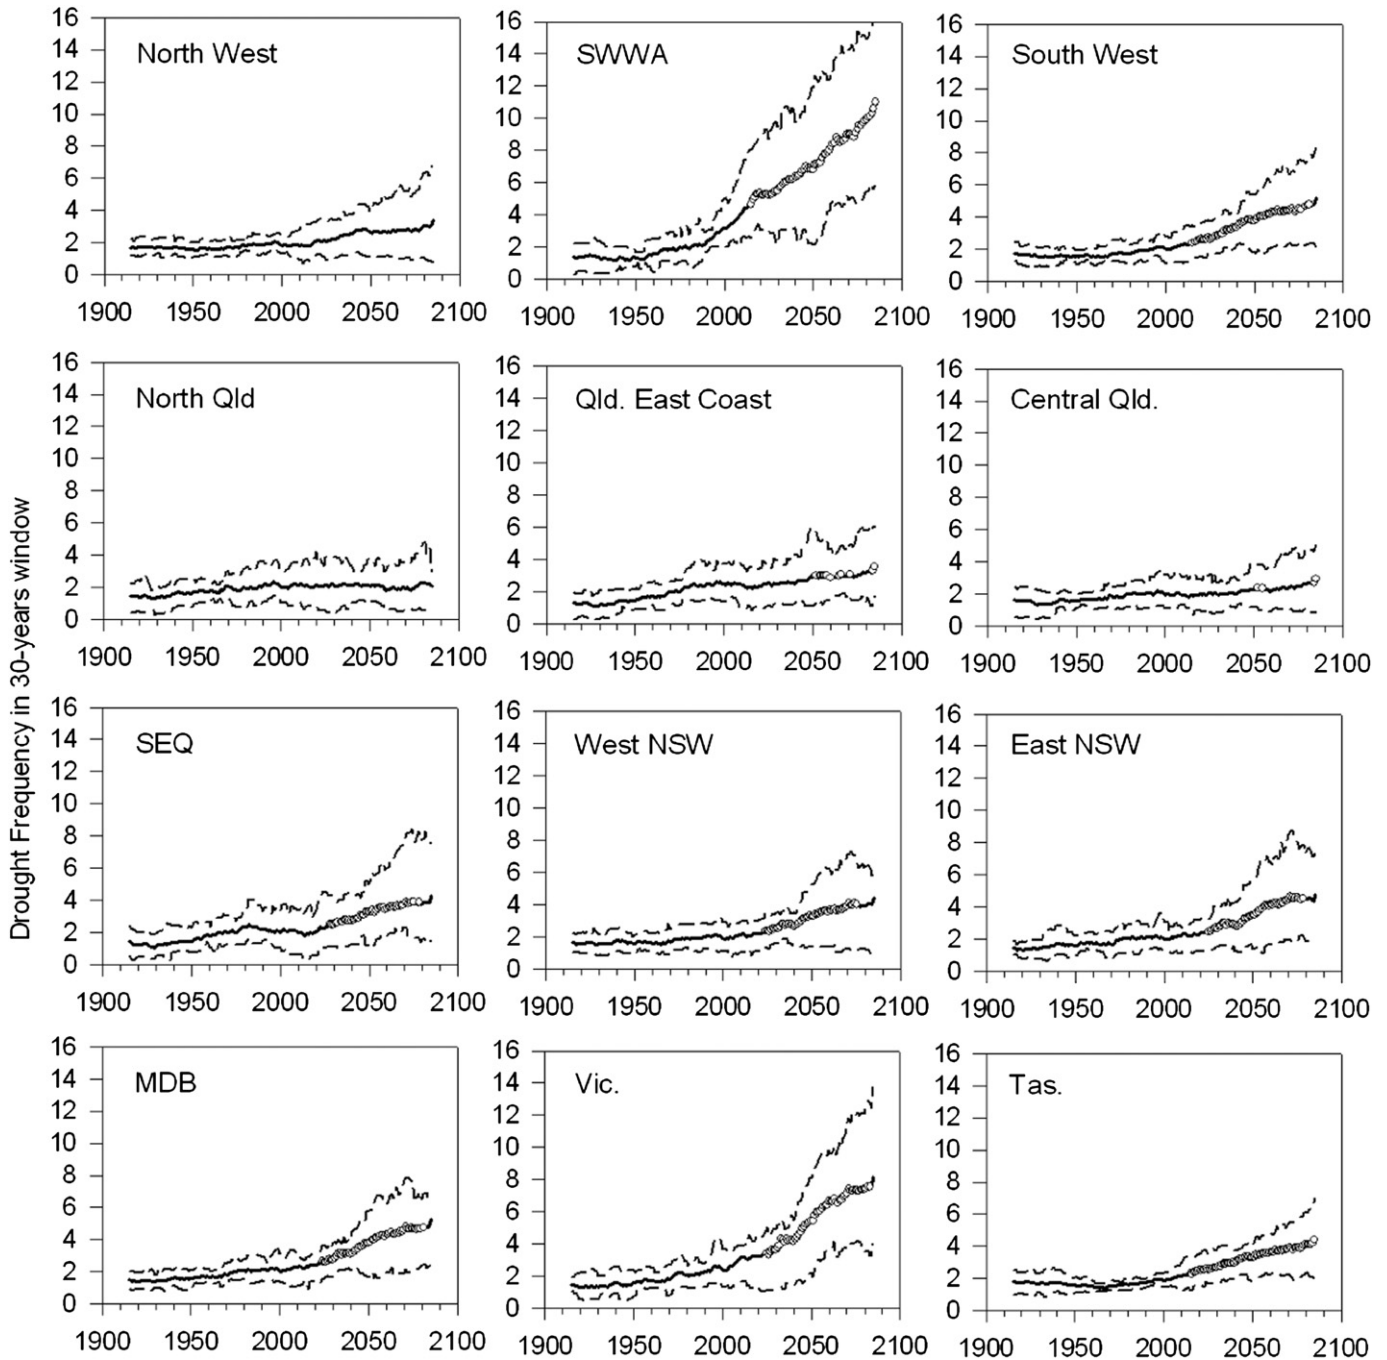 Drought Frequency in 30-years window
16 16 16
North West SWWA South West
14 14 14
12 12 12
10 10 10
8 8 8
6 6 6
4 4 4
2 2 2
0 0 0
1900 1950 2000 2050 2100 1900 1950 2000 2050 2100 1900 1950 2000 2050 2100
16 16 16
North Qld Qld. East Coast Central Qld.
14 14 14
12 12 12
10 10 10
8 8 8
6 6 6
4 4 4
2 2 2
0 0 0
1900 1950 2000 2050 2100 1900 1950 2000 2050 2100 1900 1950 2000 2050 2100
16 16 16
SEQ West NSW East NSW
14 14 14
12 12 12
10 10 10
8 8 8
6 6 6
4 4 4
2 2 2
0 0 0
1900 1950 2000 2050 2100 1900 1950 2000 2050 2100 1900 1950 2000 2050 2100
16 16 16
MDB Vic. Tas.
14 14 14
12 12 12
10 10 10
8 8 8
6 6 6
4 4 4
2 2 2
0 0 0
1900 1950 2000 2050 2100 1900 1950 2000 2050 2100 1900 1950 2000 2050 2100